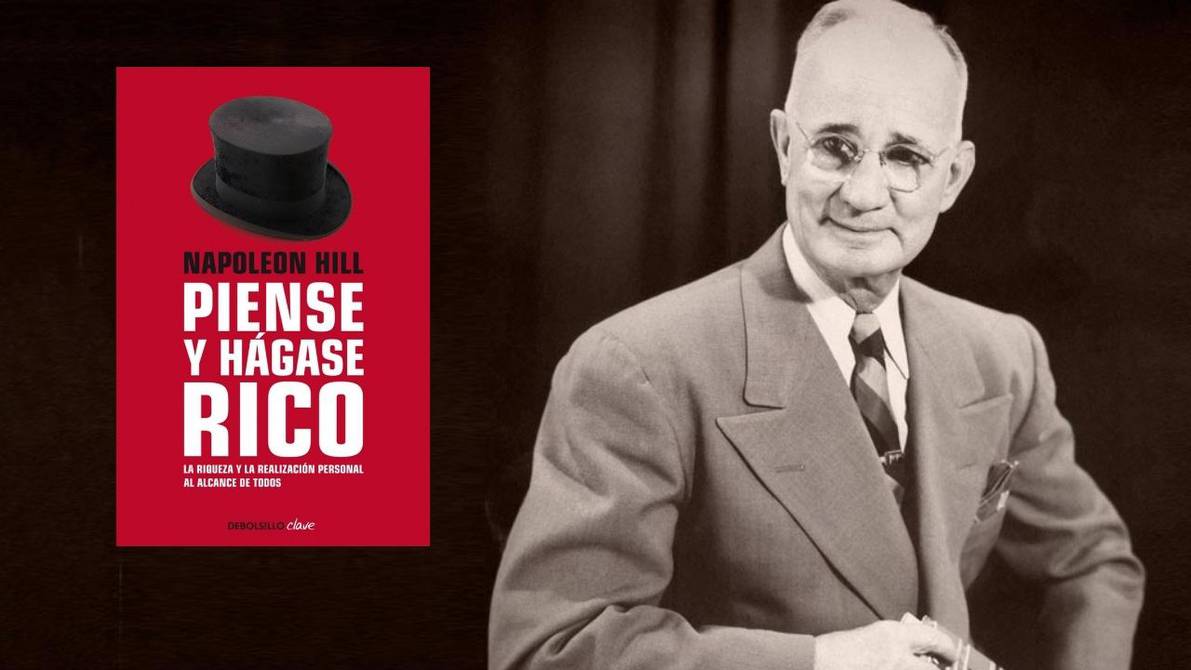 NAPOLEON HILL
PIENSE
Y HÁGASE
RICO
LA RIQUEZA Y LA REALIZACIÓN PERSONAL
AL ALCANCE DE TODOS
DEBOLSILLO clave